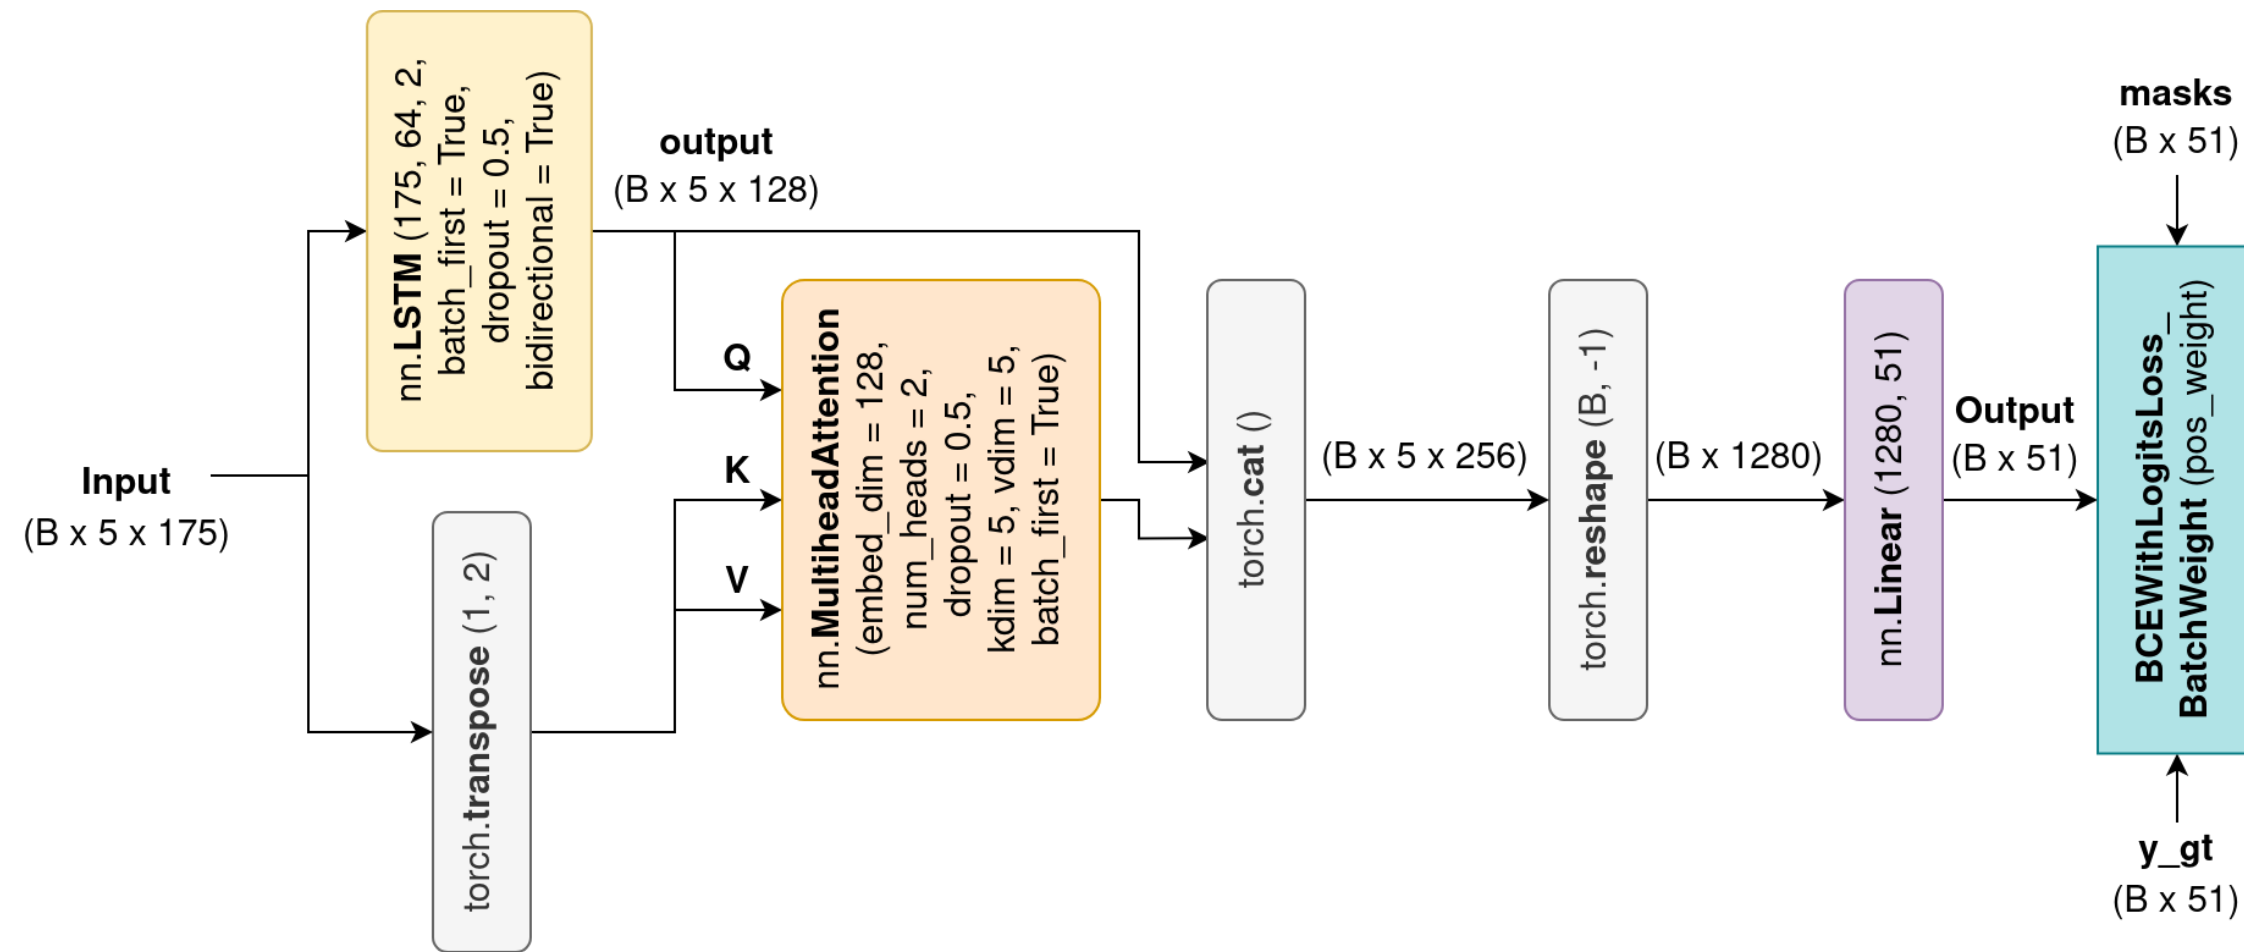 Input
(B x 5 x 175)
nn.LSTM (175, 64, 2,
batch_first = True,
dropout = 0.5,
bidirectional = True)
torch.transpose (1, 2)
output
(B x 5 x 128)
Q
K
V
nn.MultiheadAttention
(embed_dim = 128,
num_heads = 2,
dropout = 0.5,
kdim = 5, vdim = 5,
batch_first = True)
torch.cat ()
(B x 5 x 256)
torch.reshape (B, -1)
(B x 1280)
nn.Linear (1280, 51)
Output
(B x 51)
masks
(B x 51)
BCEWithLogitsLoss_
BatchWeight (pos_weight)
y_gt
(B x 51)